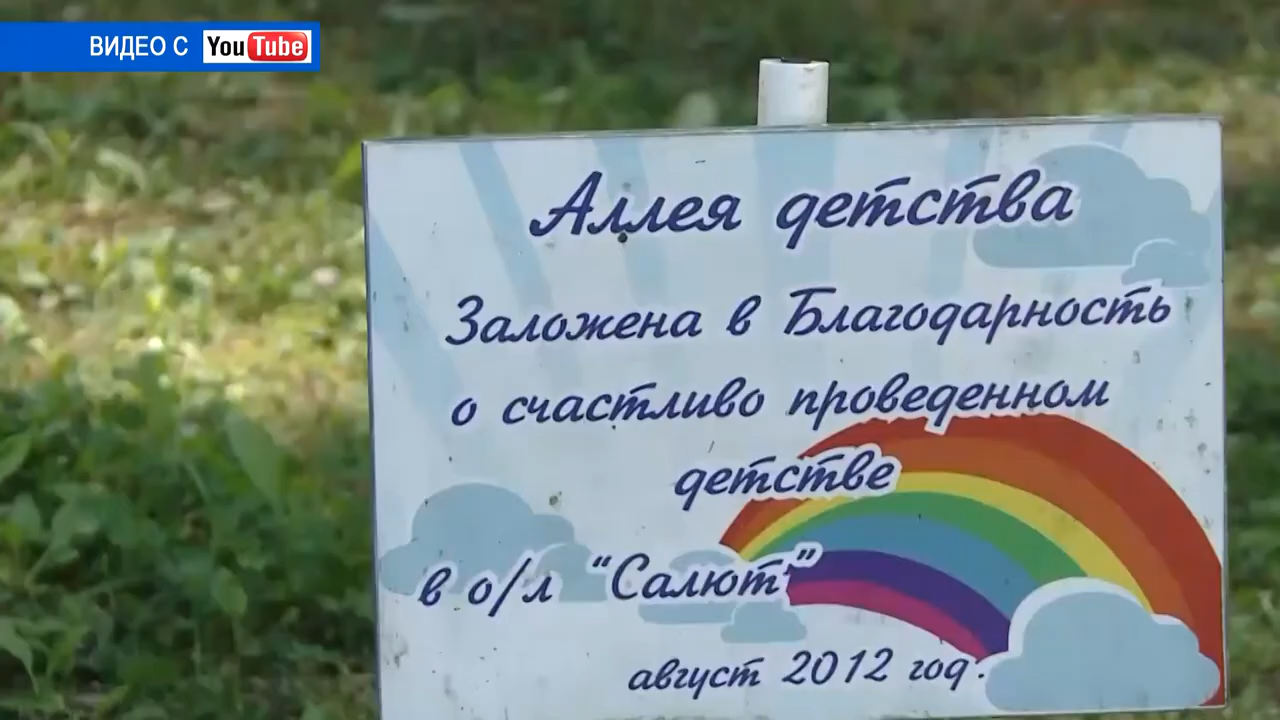 ВИДЕО С YouTube
Аллея детства
Заложена в Благодарность
о счастливо проведенном
детстве
в о/л "Салют"
август 2012 год.